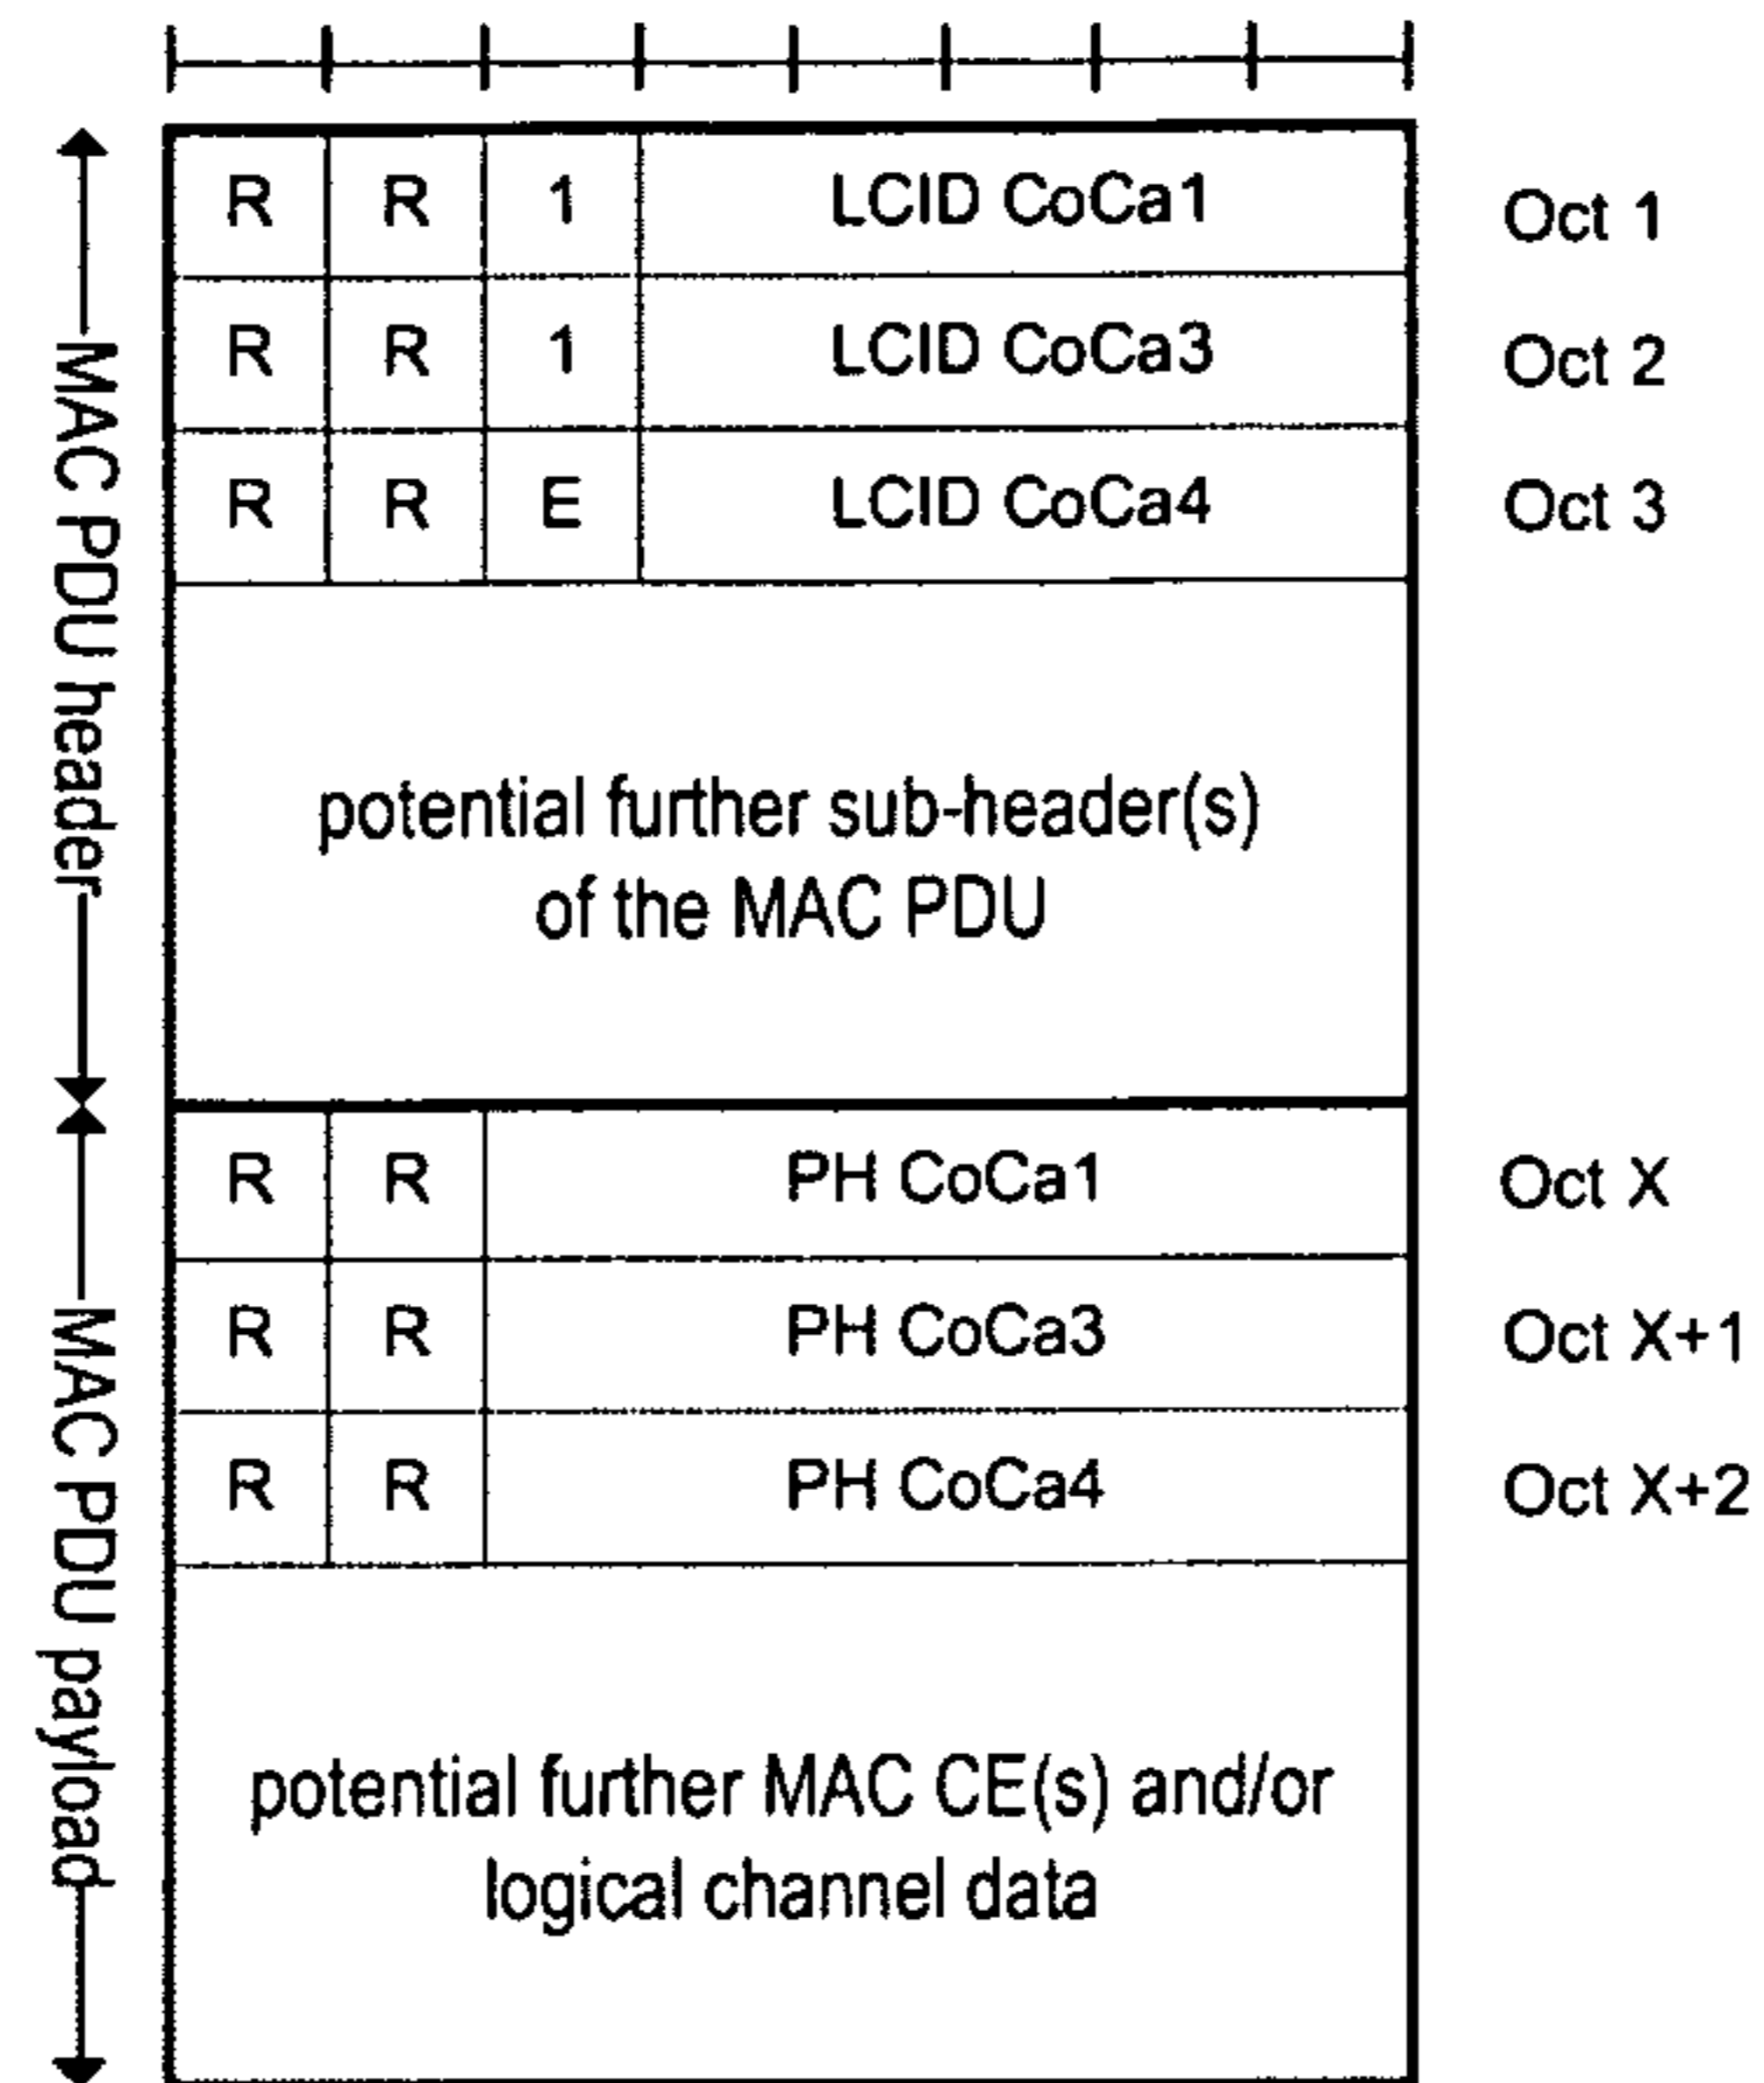 R R 1 LCID CoCa1 Oct 1
R R 1 LCID CoCa3 Oct 2
R R E LCID CoCa4 Oct 3
MAC PDU header
potential further sub-header(s)
of the MAC PDU
R R PH CoCa1 Oct X
R R PH CoCa3 Oct X+1
R R PH CoCa4 Oct X+2
MAC PDU payload
potential further MAC CE(s) and/or
logical channel data